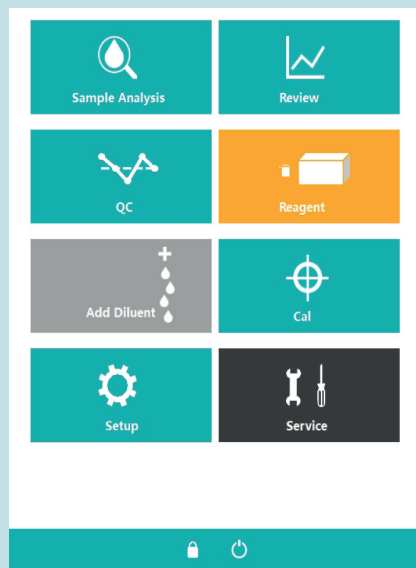 Sample Analysis
Review
QC
Reagent
Add Diluent
Cal
Setup
Service